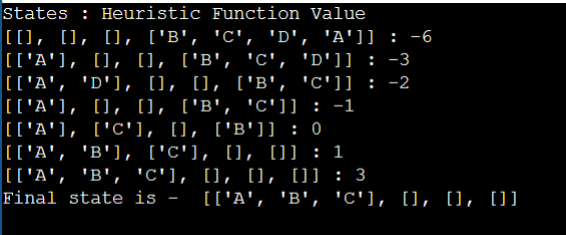 States : Heuristic Function Value
[[], [], [], ['B', 'C', 'D', 'A']] : -6
[['A'], [], [], ['B', 'C', 'D']] : -3
[['A', 'D'], [], [], ['B', 'C']] : -2
[['A'], [], [], ['B', 'C']] : -1
[['A'], ['C'], [], ['B']] : 0
[['A', 'B'], ['C'], [], []] : 1
[['A', 'B', 'C'], [], [], []] : 3
Final state is -  [['A', 'B', 'C'], [], [], []]